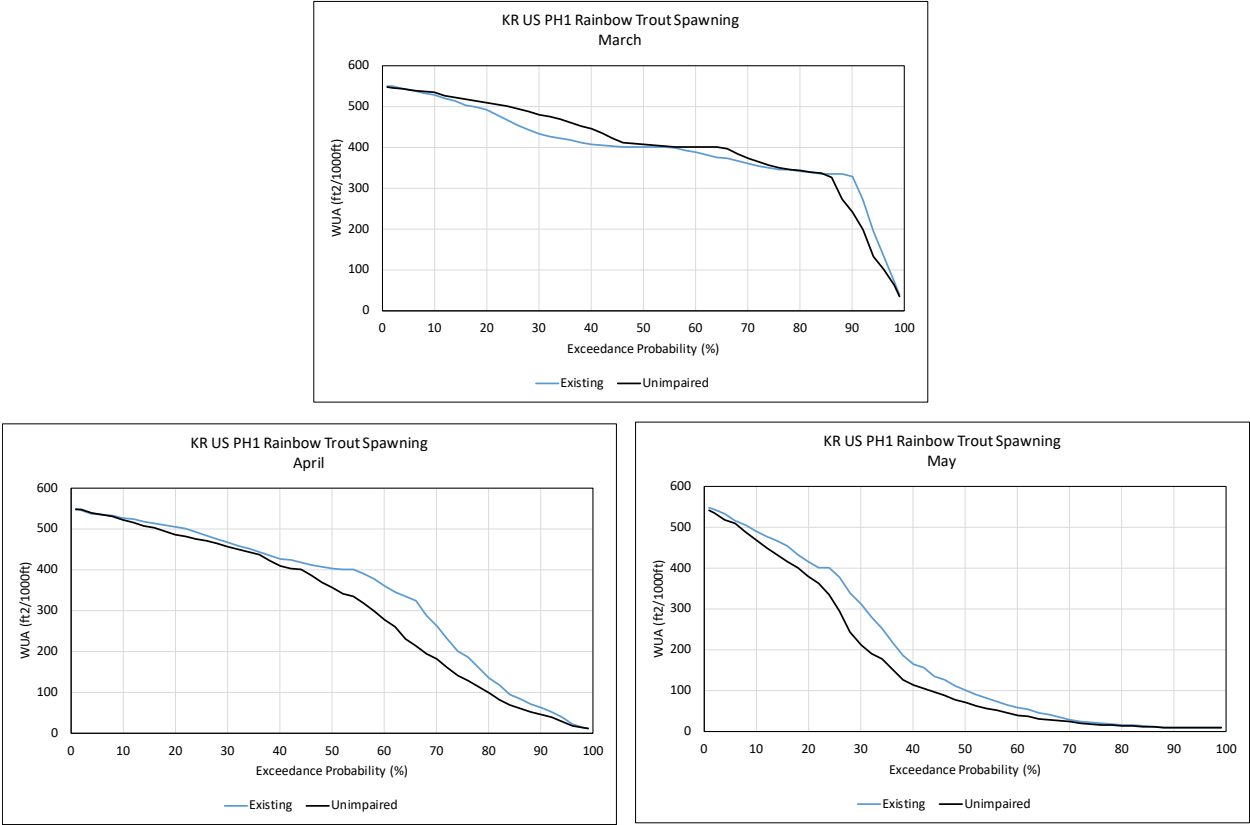 KR US PH1 Rainbow Trout Spawning
March
WUA (ft2/1000ft)
600
500
400
300
200
100
0
0 10 20 30 40 50 60 70 80 90 100
Exceedance Probability (%)
Existing Unimpaired
KR US PH1 Rainbow Trout Spawning
April
WUA (ft2/1000ft)
600
500
400
300
200
100
0
0 10 20 30 40 50 60 70 80 90 100
Exceedance Probability (%)
Existing Unimpaired
KR US PH1 Rainbow Trout Spawning
May
WUA (ft2/1000ft)
600
500
400
300
200
100
0
0 10 20 30 40 50 60 70 80 90 100
Exceedance Probability (%)
Existing Unimpaired